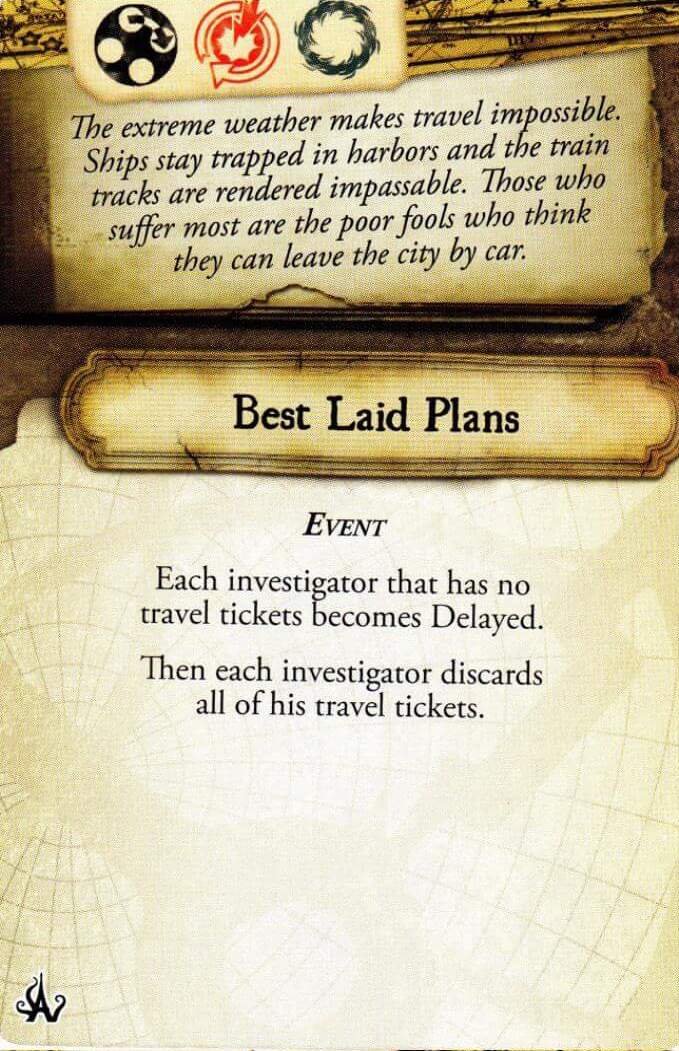 The extreme weather makes travel impossible.
Ships stay trapped in harbors and the train
tracks are rendered impassable. Those who
suffer most are the poor fools who think
they can leave the city by car.
Best Laid Plans
Event
Each investigator that has no
travel tickets becomes Delayed.
Then each investigator discards
all of his travel tickets.